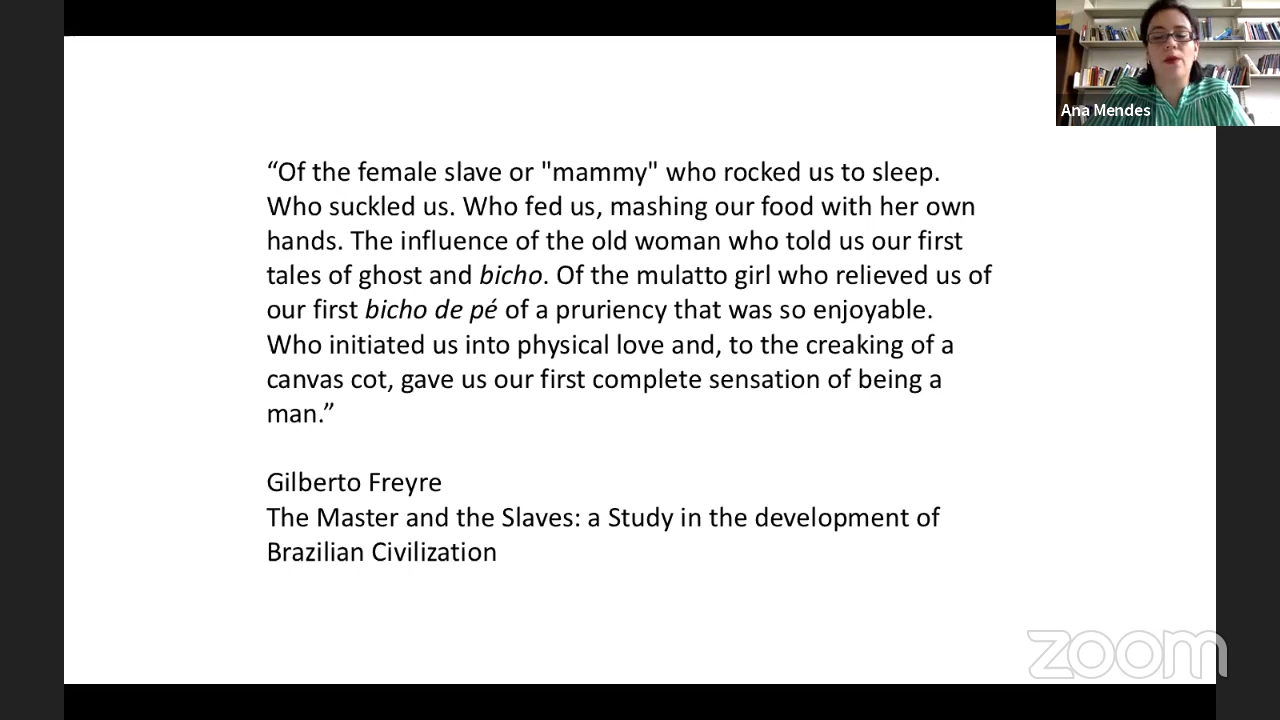 Ana Mendes
“Of the female slave or "mammy" who rocked us to sleep.
Who suckled us. Who fed us, mashing our food with her own
hands. The influence of the old woman who told us our first
tales of ghost and bicho. Of the mulatto girl who relieved us of
our first bicho de pé of a pruriency that was so enjoyable.
Who initiated us into physical love and, to the creaking of a
canvas cot, gave us our first complete sensation of being a
man.”
Gilberto Freyre
The Master and the Slaves: a Study in the development of
Brazilian Civilization
zoom